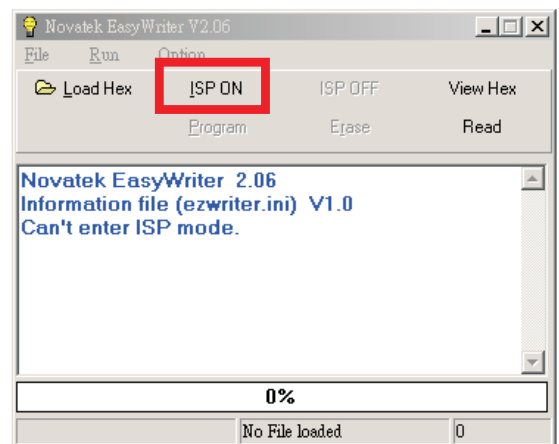 Novatek EasyWriter V2.06
File Run Option
Load Hex ISP ON ISP OFF View Hex
Program Erase Read
Novatek EasyWriter 2.06
Information file (ezwriter.ini) V1.0
Can't enter ISP mode.
0%
No File loaded 0